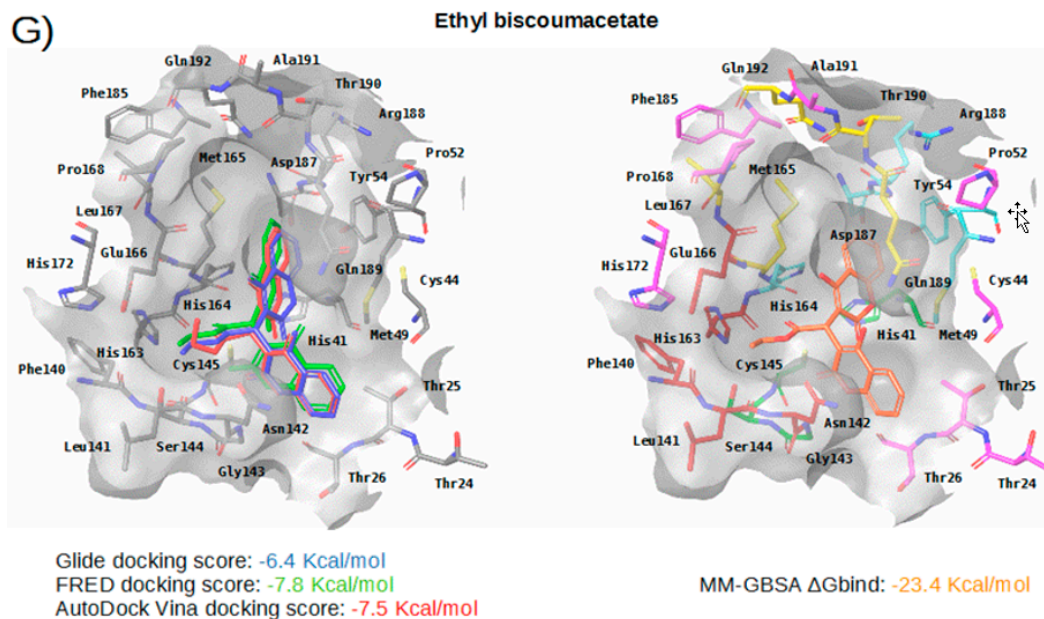 G)
Ethyl biscoumacetate
Gln192
Ala191
Thr190
Phe185
Arg188
Met165
Asp187
Pro52
Pro168
Tyr54
Leu167
Glu166
Gln189
His172
Cys44
His164
His41
Met49
His163
Cys145
Phe140
Thr25
Asn142
Leu141
Ser144
Gly143
Thr26
Thr24
Gln192
Ala191
Thr190
Phe185
Arg188
Pro52
Met165
Pro168
Tyr54
Leu167
Asp187
Glu166
His172
Gln189
Cys44
His164
His41
Met49
His163
Cys145
Phe140
Thr25
Asn142
Leu141
Ser144
Gly143
Thr26
Thr24
Glide docking score: -6.4 Kcal/mol
FRED docking score: -7.8 Kcal/mol
AutoDock Vina docking score: -7.5 Kcal/mol
MM-GBSA ΔGbind: -23.4 Kcal/mol